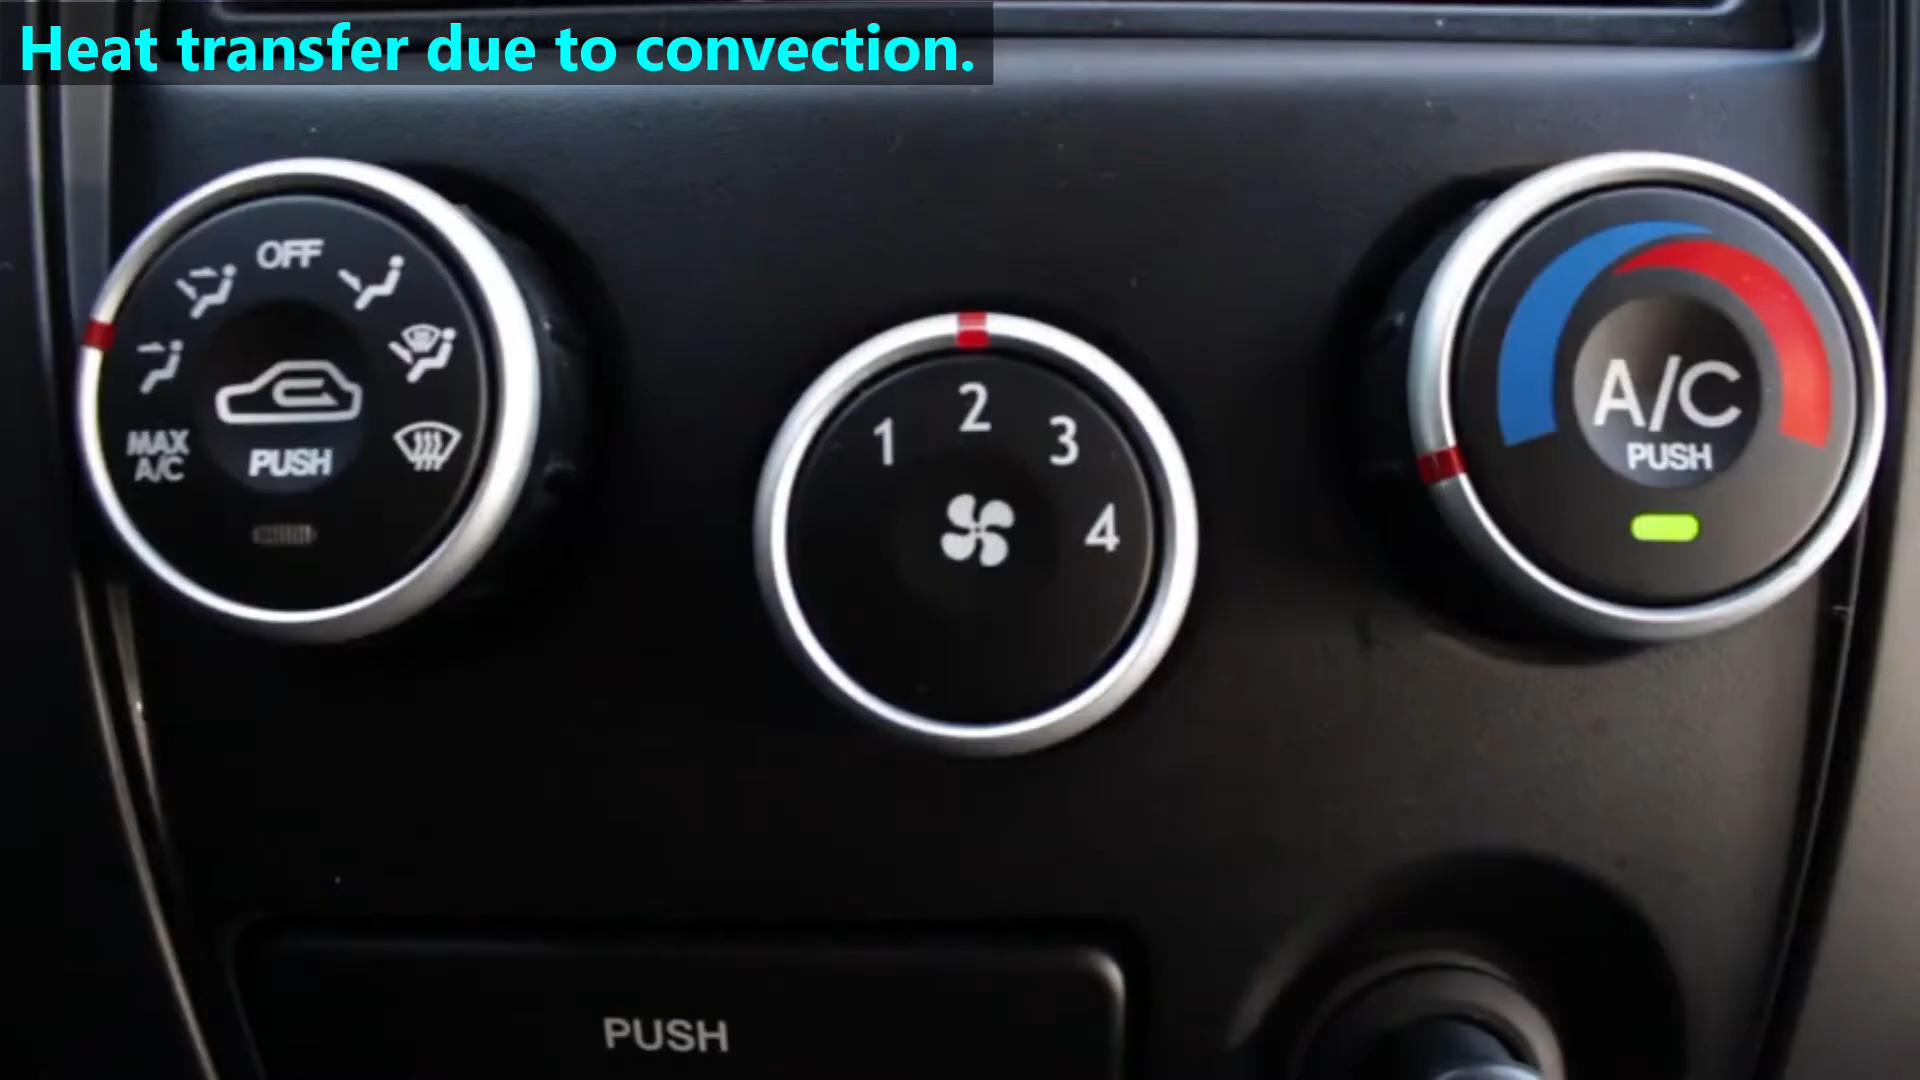 Heat transfer due to convection.
OFF
MAX
A/C
PUSH
1
2
3
4
A/C
PUSH
PUSH